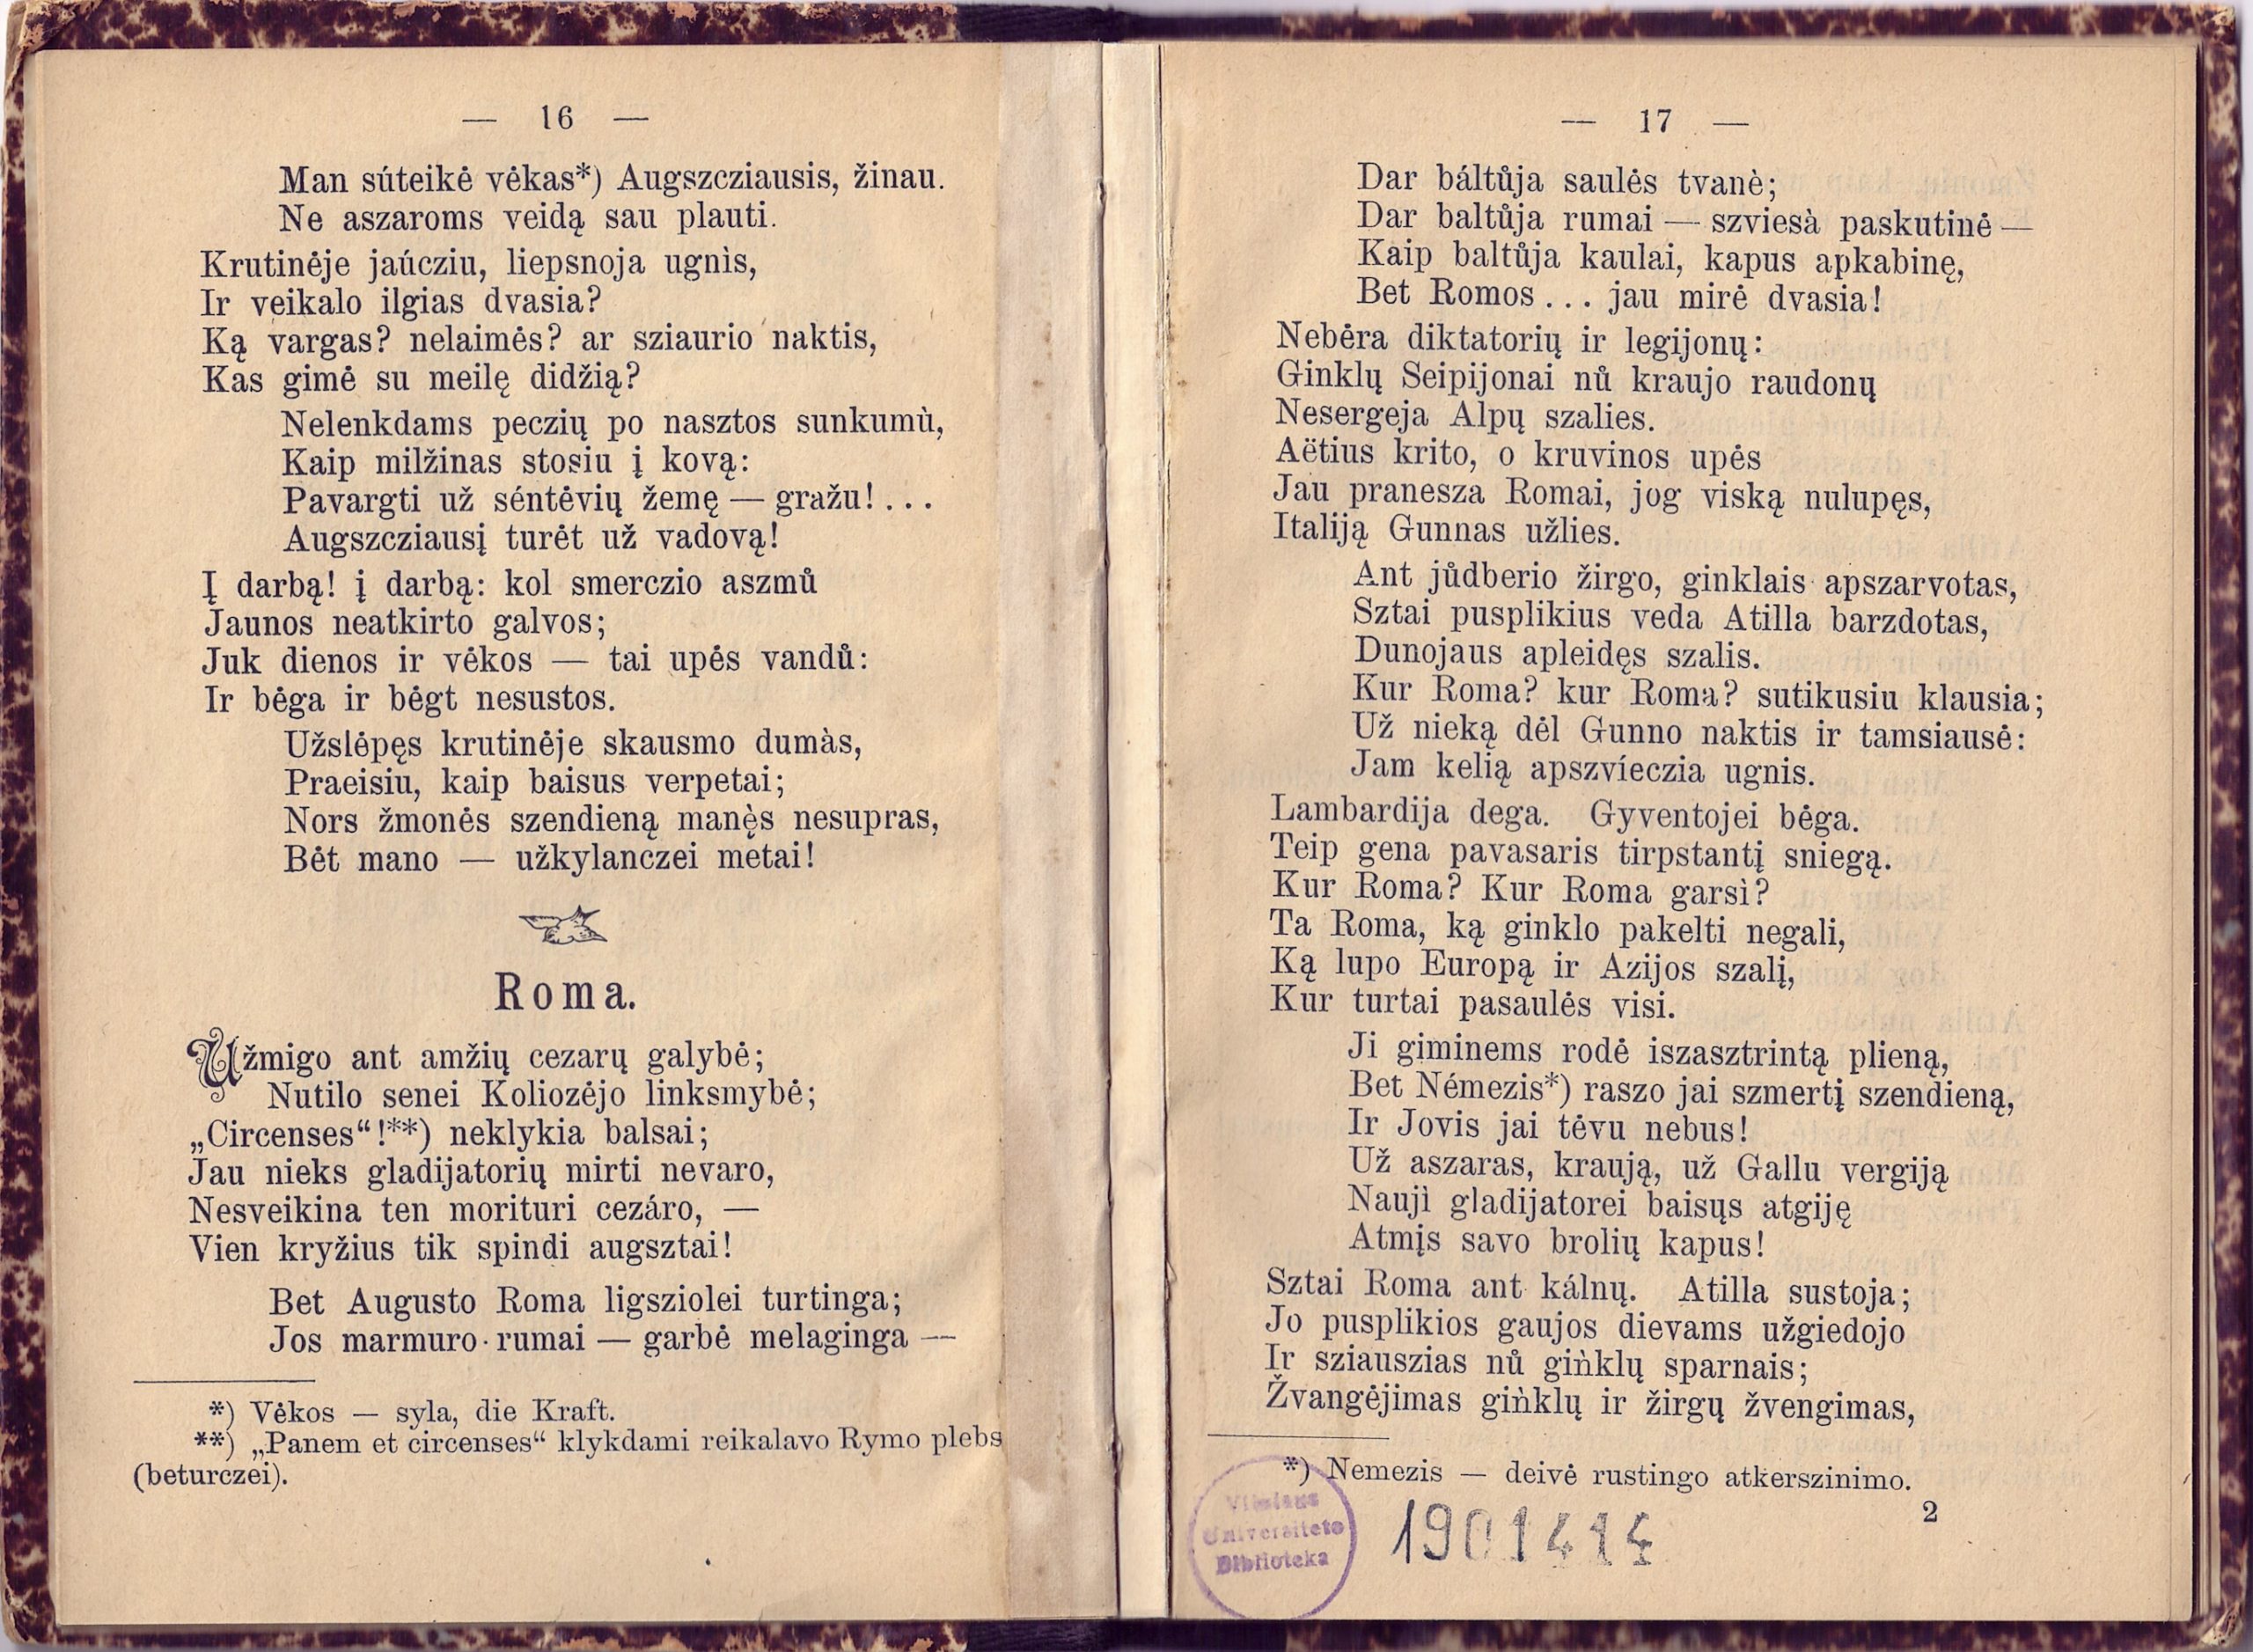 — 16 —
Man súteikė vėkas*) Augszcziausis, žinau.
Ne aszaroms veidą sau plauti.
Krutinėje jaúcziu, liepsnoja ugnìs,
Ir veikalo ilgias dvasia?
Ką vargas? nelaimės? ar sziaurio naktis,
Kas gimė su meilę didžią?
Nelenkdams peczių po nasztos sunkumù,
Kaip milžinas stosiu į kovą:
Pavargti už séntėvių žemę — gražu! . . .
Augszcziausį turėt už vadovą!
Į darbą! į darbą: kol smerczio aszmů
Jaunos neatkirto galvos;
Juk dienos ir vėkos — tai upės vandů:
Ir bėga ir bėgt nesustos.
Užslėpęs krutinėje skausmo dumàs,
Praeisiu, kaip baisus verpetai;
Nors žmonės szendieną manęs nesupras,
Bėt mano — užkylanczei metai!
Roma.
Užmigo ant amžių cezarų galybė;
Nutilo senei Koliozėjo linksmybė;
„Circenses“!**) neklykia balsai;
Jau nieks gladijatorių mirti nevaro,
Nesveikina ten morituri cezáro, —
Vien kryžius tik spindi augsztai!
Bet Augusto Roma ligsziolei turtinga;
Jos marmuro rumai — garbė melaginga —
*) Vėkos — syla, die Kraft.
**) „Panem et circenses“ klykdami reikalavo Rymo plebs
(beturczei).
— 17 —
Dar báltůja saulės tvanè;
Dar baltůja rumai — szviesà paskutinė —
Kaip baltůja kaulai, kapus apkabinę,
Bet Romos . . . jau mirė dvasia!
Nebėra diktatorių ir legijonų:
Ginklų Seipijonai nů kraujo raudonų
Nesergeja Alpų szalies.
Aëtius krito, o kruvinos upės
Jau pranesza Romai, jog viską nulupęs,
Italiją Gunnas užlies.
Ant jůdberio žirgo, ginklais apszarvotas,
Sztai pusplikius veda Atilla barzdotas,
Dunojaus apleidęs szalis.
Kur Roma? kur Roma? sutikusiu klausia;
Už nieką dėl Gunno naktis ir tamsiausė:
Jam kelią apszvíeczia ugnis.
Lambardija dega. Gyventojei bėga.
Teip gena pavasaris tirpstantį sniegą.
Kur Roma? Kur Roma garsì?
Ta Roma, ką ginklo pakelti negali,
Ką lupo Europą ir Azijos szalį,
Kur turtai pasaulės visi.
Ji giminems rodė iszasztrintą plieną,
Bet Némezis*) raszo jai szmertį szendieną,
Ir Jovis jai tėvu nebus!
Už aszaras, kraują, už Gallu vergiją
Naujì gladijatorei baisųs atgiję
Atmįs savo brolių kapus!
Sztai Roma ant kálnų. Atilla sustoja;
Jo pusplikios gaujos dievams užgiedojo
Ir sziauszias nů giǹklų sparnais;
Žvangėjimas giǹklų ir žirgų žvengimas,
*) Nemezis — deivė rustingo atkerszinimo.
2
Vilniaus
Universiteto
Biblioteka
1901414